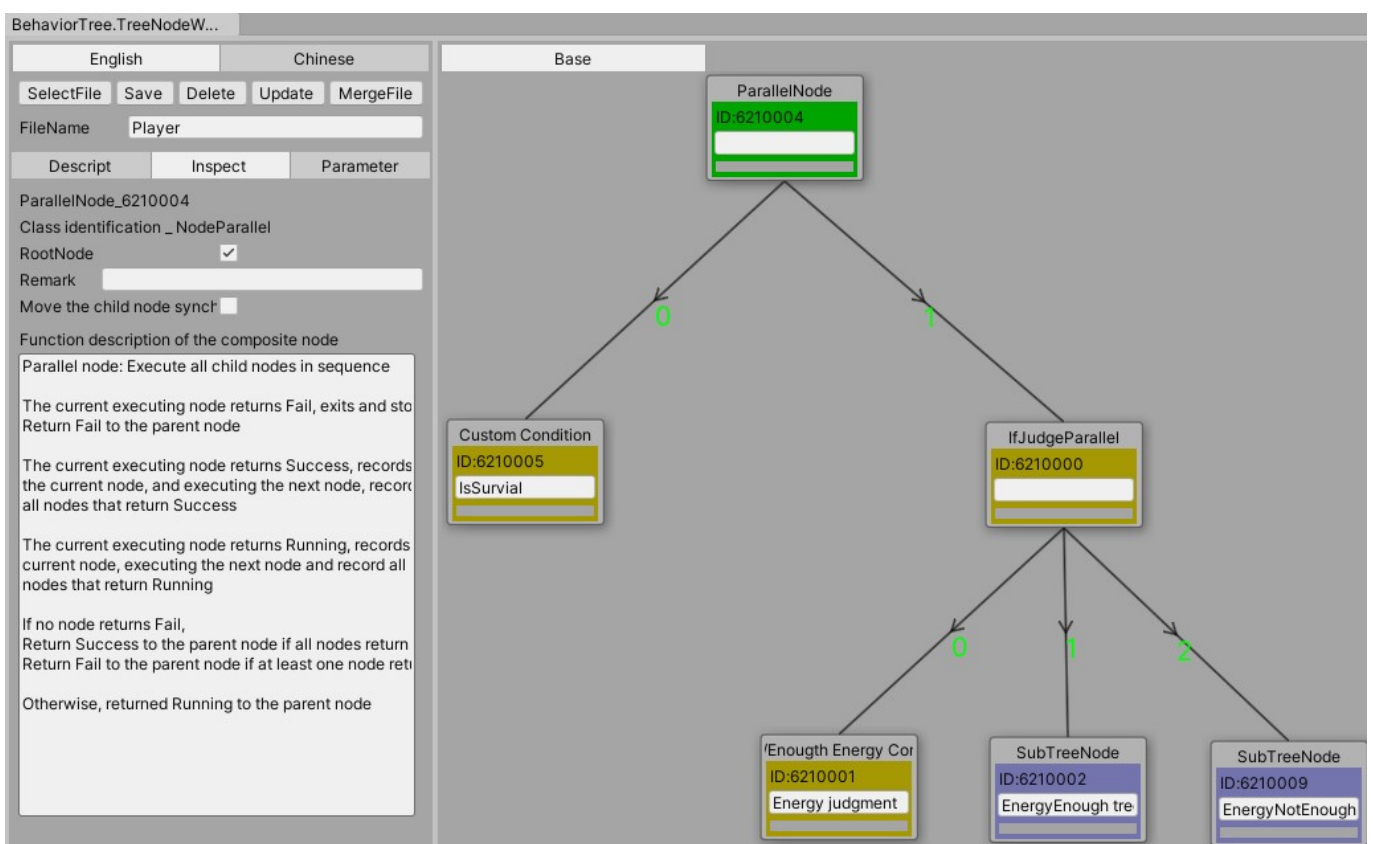 BehaviorTree.TreeNodeW...
English
Chinese
SelectFile
Save
Delete
Update
MergeFile
FileName
Player
Descript
Inspect
Parameter
ParallelNode_6210004
Class identification _ NodeParallel
RootNode
Remark
Move the child node synch
Function description of the composite node
Parallel node: Execute all child nodes in sequence
The current executing node returns Fail, exits and sto
Return Fail to the parent node
The current executing node returns Success, records
the current node, and executing the next node, record
all nodes that return Success
The current executing node returns Running, records
current node, executing the next node and record all
nodes that return Running
If no node returns Fail,
Return Success to the parent node if all nodes return
Return Fail to the parent node if at least one node retu
Otherwise, returned Running to the parent node
Base
ParallelNode
ID:6210004
0
1
Custom Condition
ID:6210005
IsSurvial
IfJudgeParallel
ID:6210000
0
1
2
/Enougth Energy Cor
ID:6210001
Energy judgment
SubTreeNode
ID:6210002
EnergyEnough tre
SubTreeNode
ID:6210009
EnergyNotEnough